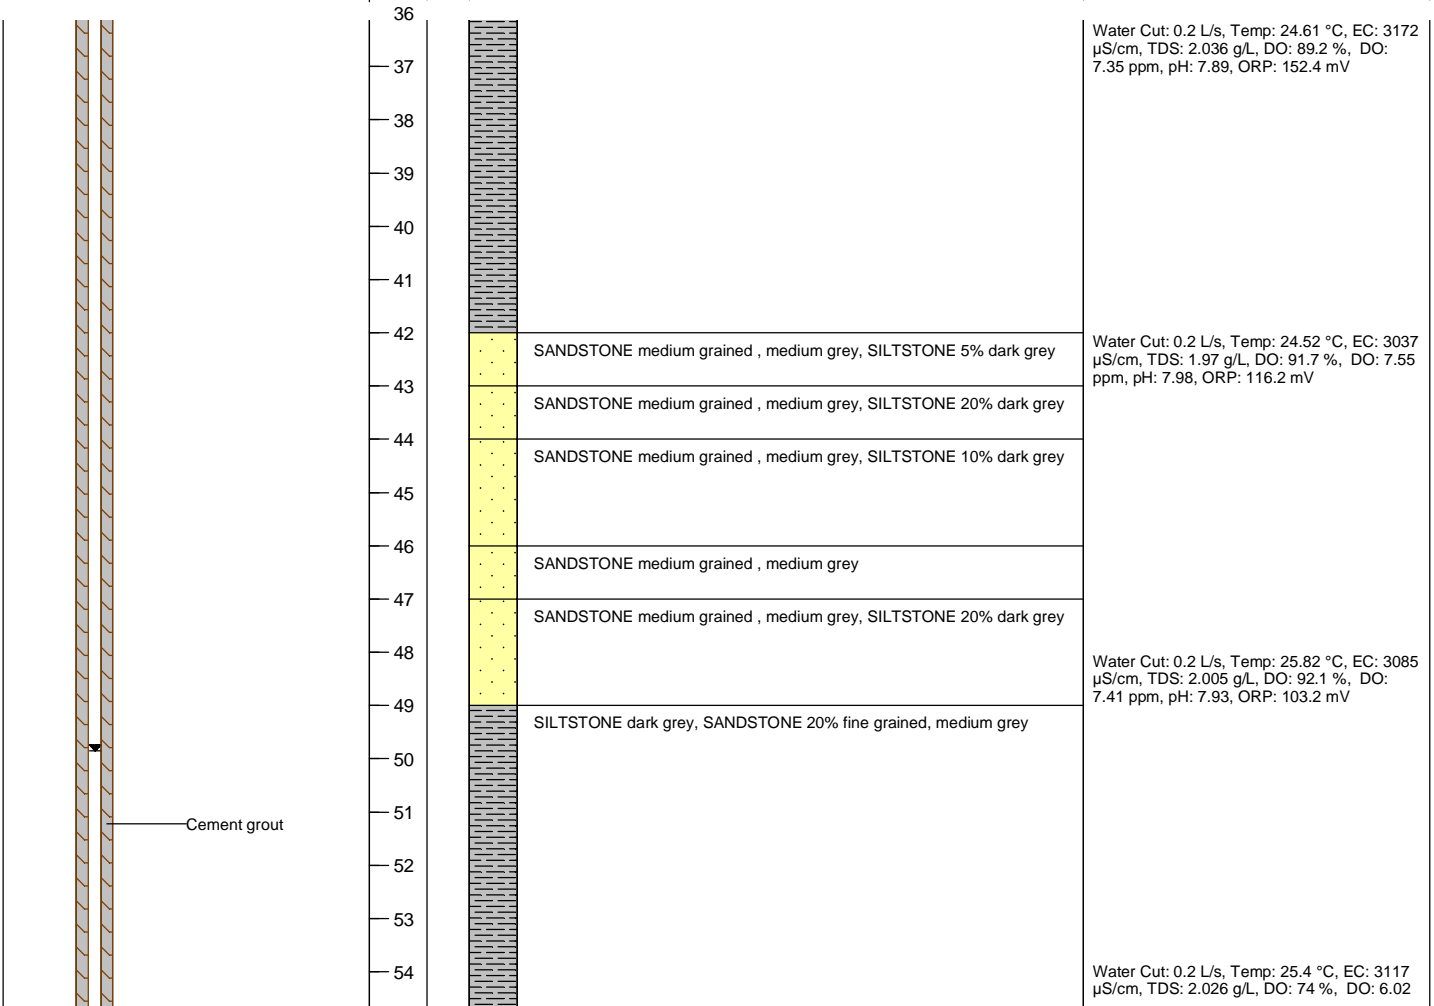 36
Water Cut: 0.2 L/s, Temp: 24.61 °C, EC: 3172
µS/cm, TDS: 2.036 g/L, DO: 89.2 %, DO:
7.35 ppm, pH: 7.89, ORP: 152.4 mV
37
38
39
40
41
42
SANDSTONE medium grained , medium grey, SILTSTONE 5% dark grey
Water Cut: 0.2 L/s, Temp: 24.52 °C, EC: 3037
µS/cm, TDS: 1.97 g/L, DO: 91.7 %, DO: 7.55
ppm, pH: 7.98, ORP: 116.2 mV
43
SANDSTONE medium grained , medium grey, SILTSTONE 20% dark grey
44
SANDSTONE medium grained , medium grey, SILTSTONE 10% dark grey
45
46
SANDSTONE medium grained , medium grey
47
SANDSTONE medium grained , medium grey, SILTSTONE 20% dark grey
48
Water Cut: 0.2 L/s, Temp: 25.82 °C, EC: 3085
µS/cm, TDS: 2.005 g/L, DO: 92.1 %, DO:
7.41 ppm, pH: 7.93, ORP: 103.2 mV
49
SILTSTONE dark grey, SANDSTONE 20% fine grained, medium grey
50
51
Cement grout
52
53
54
Water Cut: 0.2 L/s, Temp: 25.4 °C, EC: 3117
µS/cm, TDS: 2.026 g/L, DO: 74 %, DO: 6.02